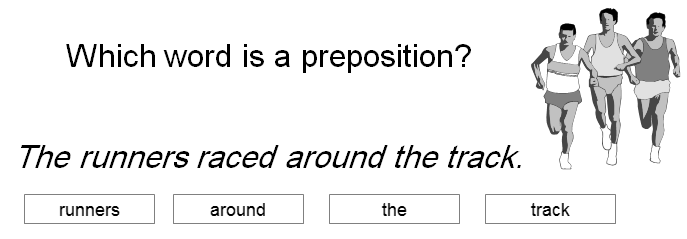 Which word is a preposition?
The runners raced around the track.
runners around the track